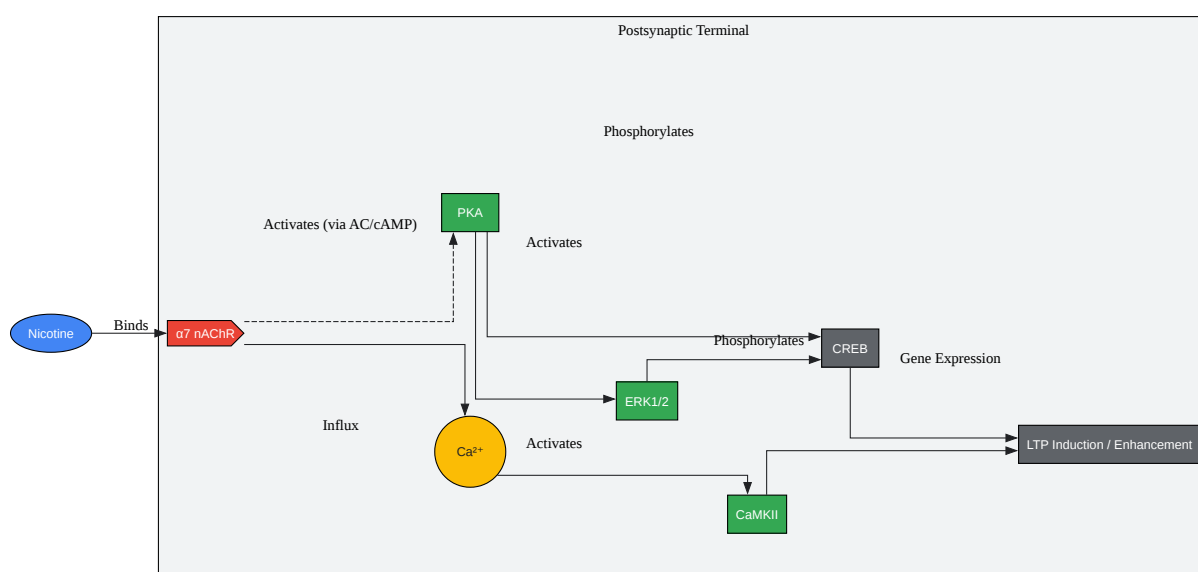 Postsynaptic Terminal
Phosphorylates
PKA
Activates (via AC/cAMP)
Activates
Nicotine
Binds
α7 nAChR
Phosphorylates
CREB
Gene Expression
ERK1/2
Influx
Ca²⁺
Activates
LTP Induction / Enhancement
CaMKII